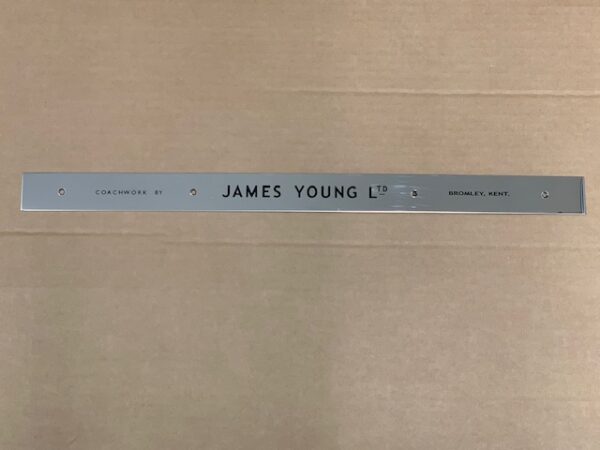 COACHWORK BY JAMES YOUNG LTD BROMLEY, KENT.